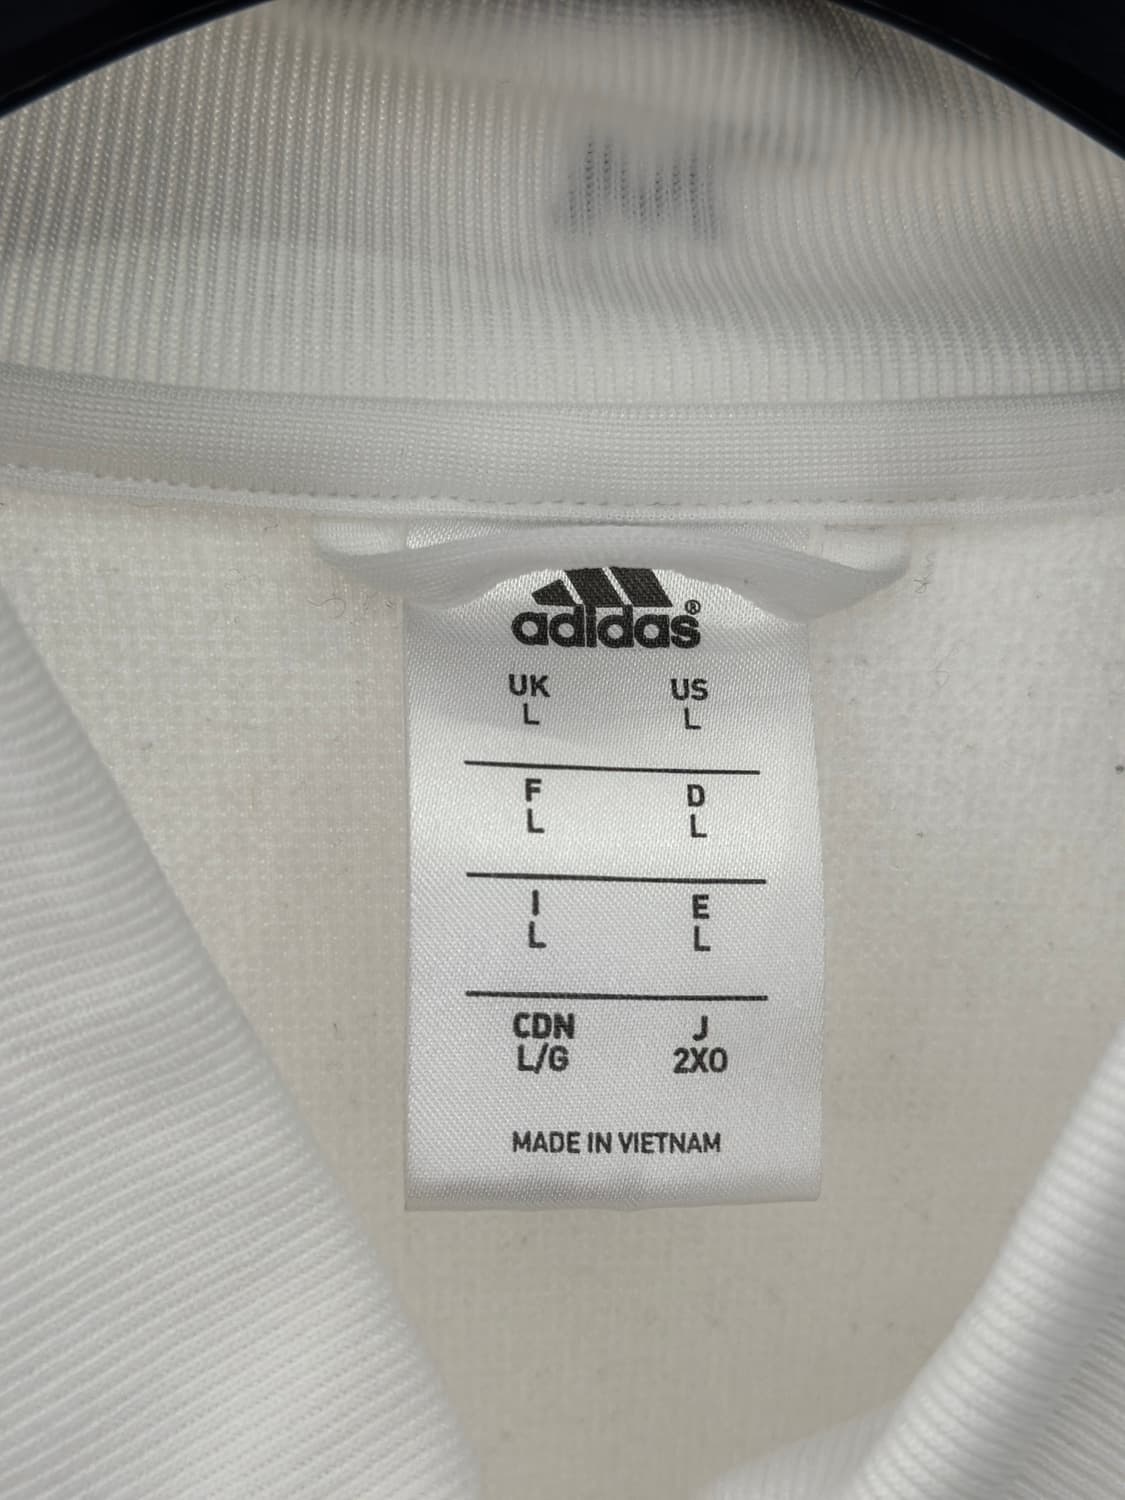 adidas®
UK US
L L
F D
L L
I E
L L
CDN J
L/G 2XO
MADE IN VIETNAM